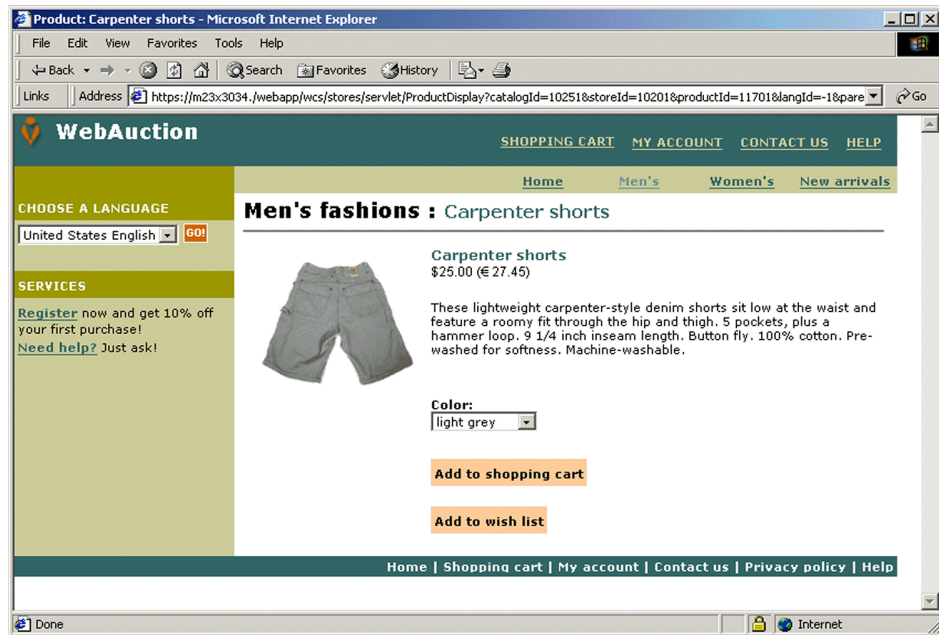 Product: Carpenter shorts - Microsoft Internet Explorer
File Edit View Favorites Tools Help
Back Search Favorites History
Links Address https://m23x3034./webapp/wcs/stores/servlet/ProductDisplay?catalogId=10251&storeId=10201&productId=11701&langId=-1&pare Go
WebAuction
SHOPPING CART MY ACCOUNT CONTACT US HELP
Home Men's Women's New arrivals
CHOOSE A LANGUAGE
United States English GO!
SERVICES
Register now and get 10% off
your first purchase!
Need help? Just ask!
Men's fashions : Carpenter shorts
Carpenter shorts
$25.00 (€ 27.45)
These lightweight carpenter-style denim shorts sit low at the waist and
feature a roomy fit through the hip and thigh. 5 pockets, plus a
hammer loop. 9 1/4 inch inseam length. Button fly. 100% cotton. Pre-
washed for softness. Machine-washable.
Color:
light grey
Add to shopping cart
Add to wish list
Home | Shopping cart | My account | Contact us | Privacy policy | Help
Done Internet